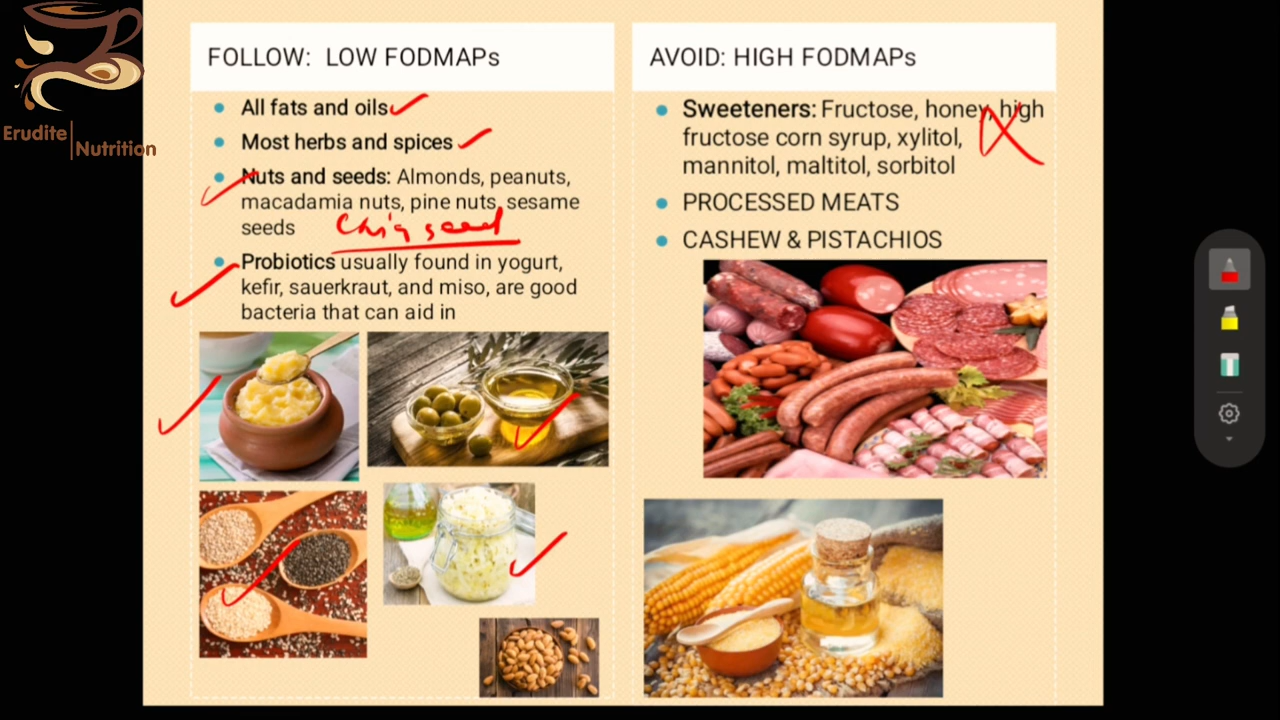 Erudite
Nutrition
FOLLOW: LOW FODMAPs
All fats and oils
Most herbs and spices
Nuts and seeds: Almonds, peanuts,
macadamia nuts, pine nuts, sesame
seeds
Chia seed
Probiotics usually found in yogurt,
kefir, sauerkraut, and miso, are good
bacteria that can aid in
AVOID: HIGH FODMAPs
Sweeteners: Fructose, honey, high
fructose corn syrup, xylitol,
mannitol, maltitol, sorbitol
PROCESSED MEATS
CASHEW & PISTACHIOS